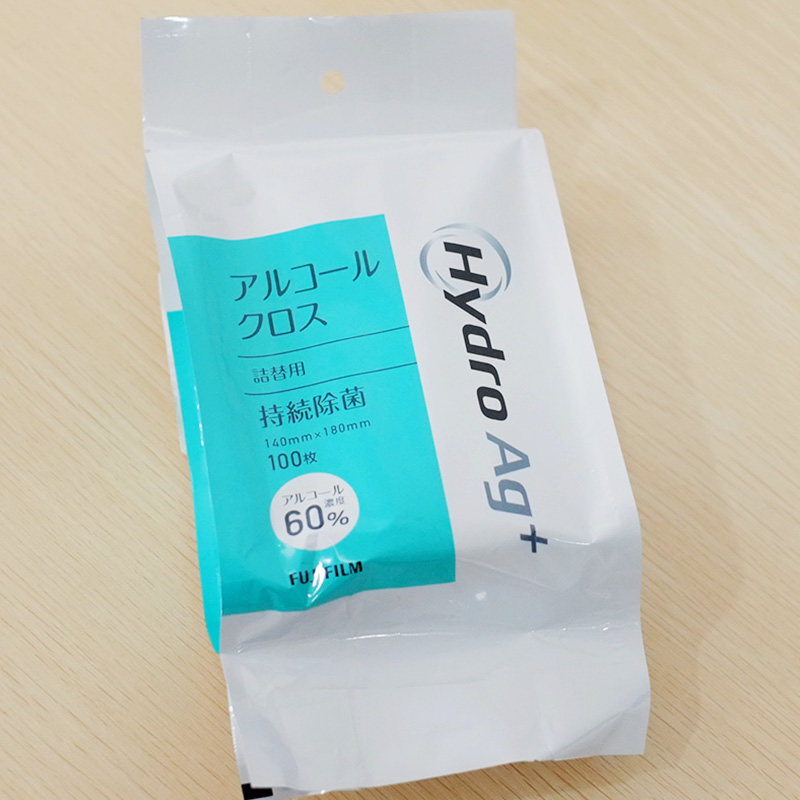 アルコール
クロス
詰替用
持続除菌
140mm×180mm
100枚
アルコール
濃度
60%
FUJIFILM
Hydro Ag+